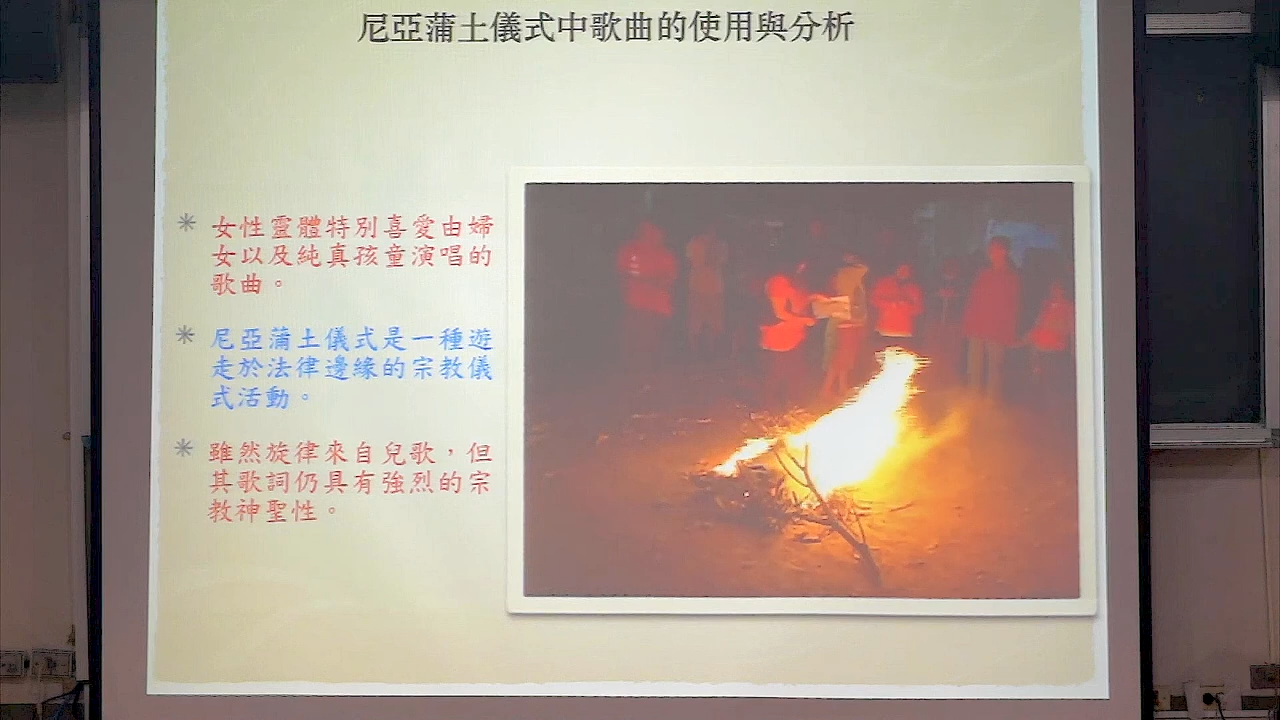 尼亞蒲土儀式中歌曲的使用與分析
女性靈體特別喜愛由婦
女以及純真孩童演唱的
歌曲。
尼亞蒲土儀式是一種遊
走於法律邊緣的宗教儀
式活動。
雖然旋律來自兒歌，但
其歌詞仍具有強烈的宗
教神聖性。